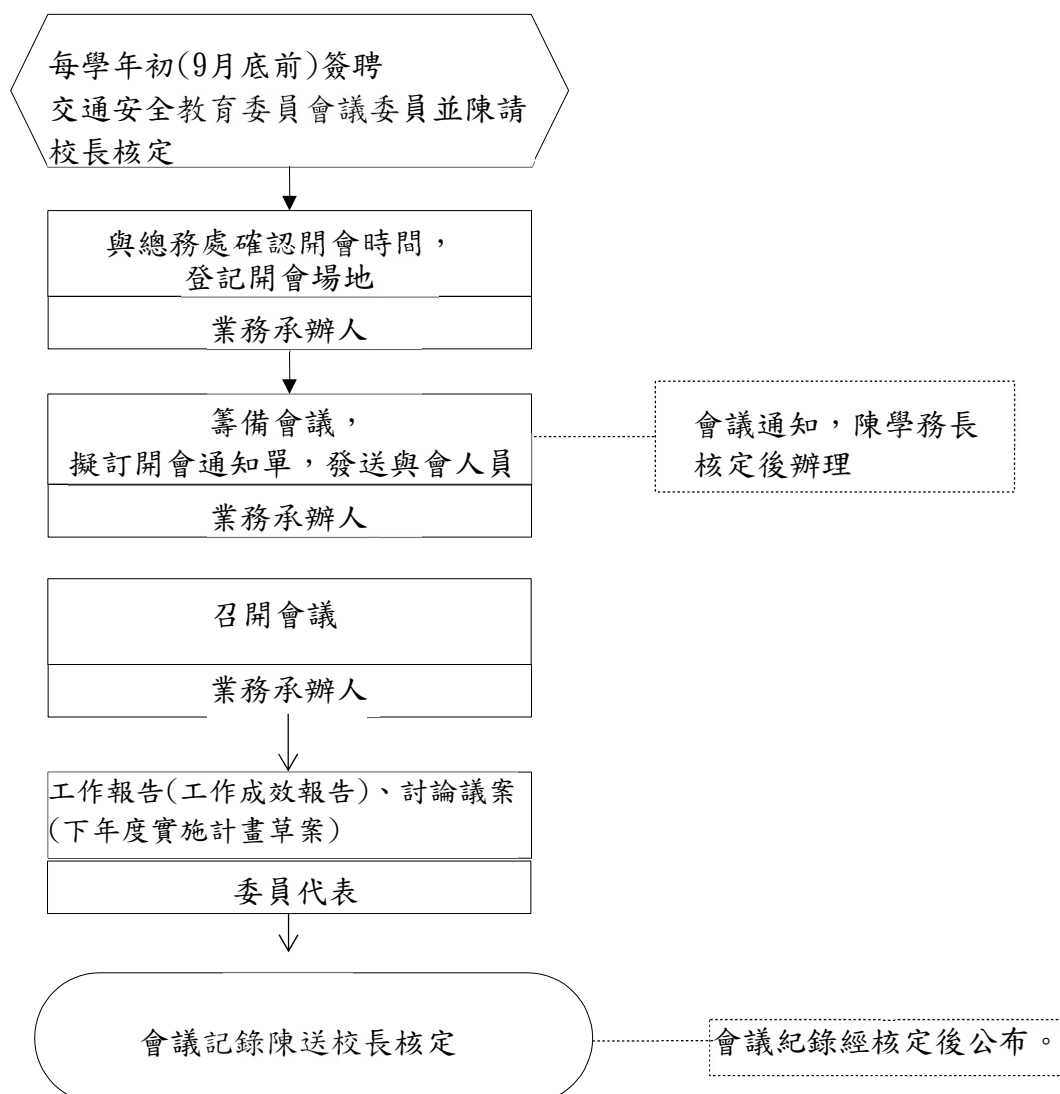 每學年初(9月底前)簽聘
交通安全教育委員會議委員並陳請
校長核定
與總務處確認開會時間，
登記開會場地
業務承辦人
籌備會議，
擬訂開會通知單，發送與會人員
業務承辦人
會議通知，陳學務長
核定後辦理
召開會議
業務承辦人
工作報告(工作成效報告)、討論議案
(下年度實施計畫草案)
委員代表
會議記錄陳送校長核定
會議紀錄經核定後公布。